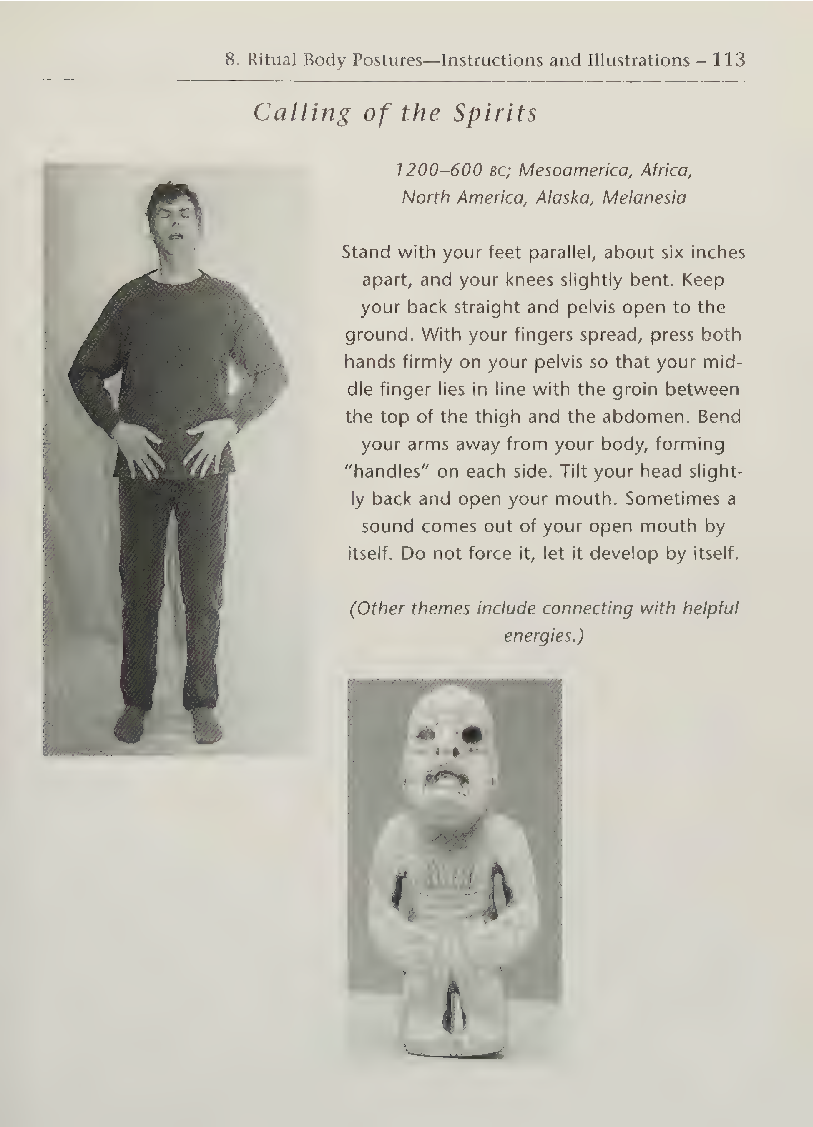 8. Ritual Body Postures—Instructions and Illustrations – 113
Calling of the Spirits
1200–600 BC; Mesoamerica, Africa,
North America, Alaska, Melanesia
Stand with your feet parallel, about six inches
apart, and your knees slightly bent. Keep
your back straight and pelvis open to the
ground. With your fingers spread, press both
hands firmly on your pelvis so that your mid-
dle finger lies in line with the groin between
the top of the thigh and the abdomen. Bend
your arms away from your body, forming
"handles" on each side. Tilt your head slight-
ly back and open your mouth. Sometimes a
sound comes out of your open mouth by
itself. Do not force it, let it develop by itself.
(Other themes include connecting with helpful
energies.)